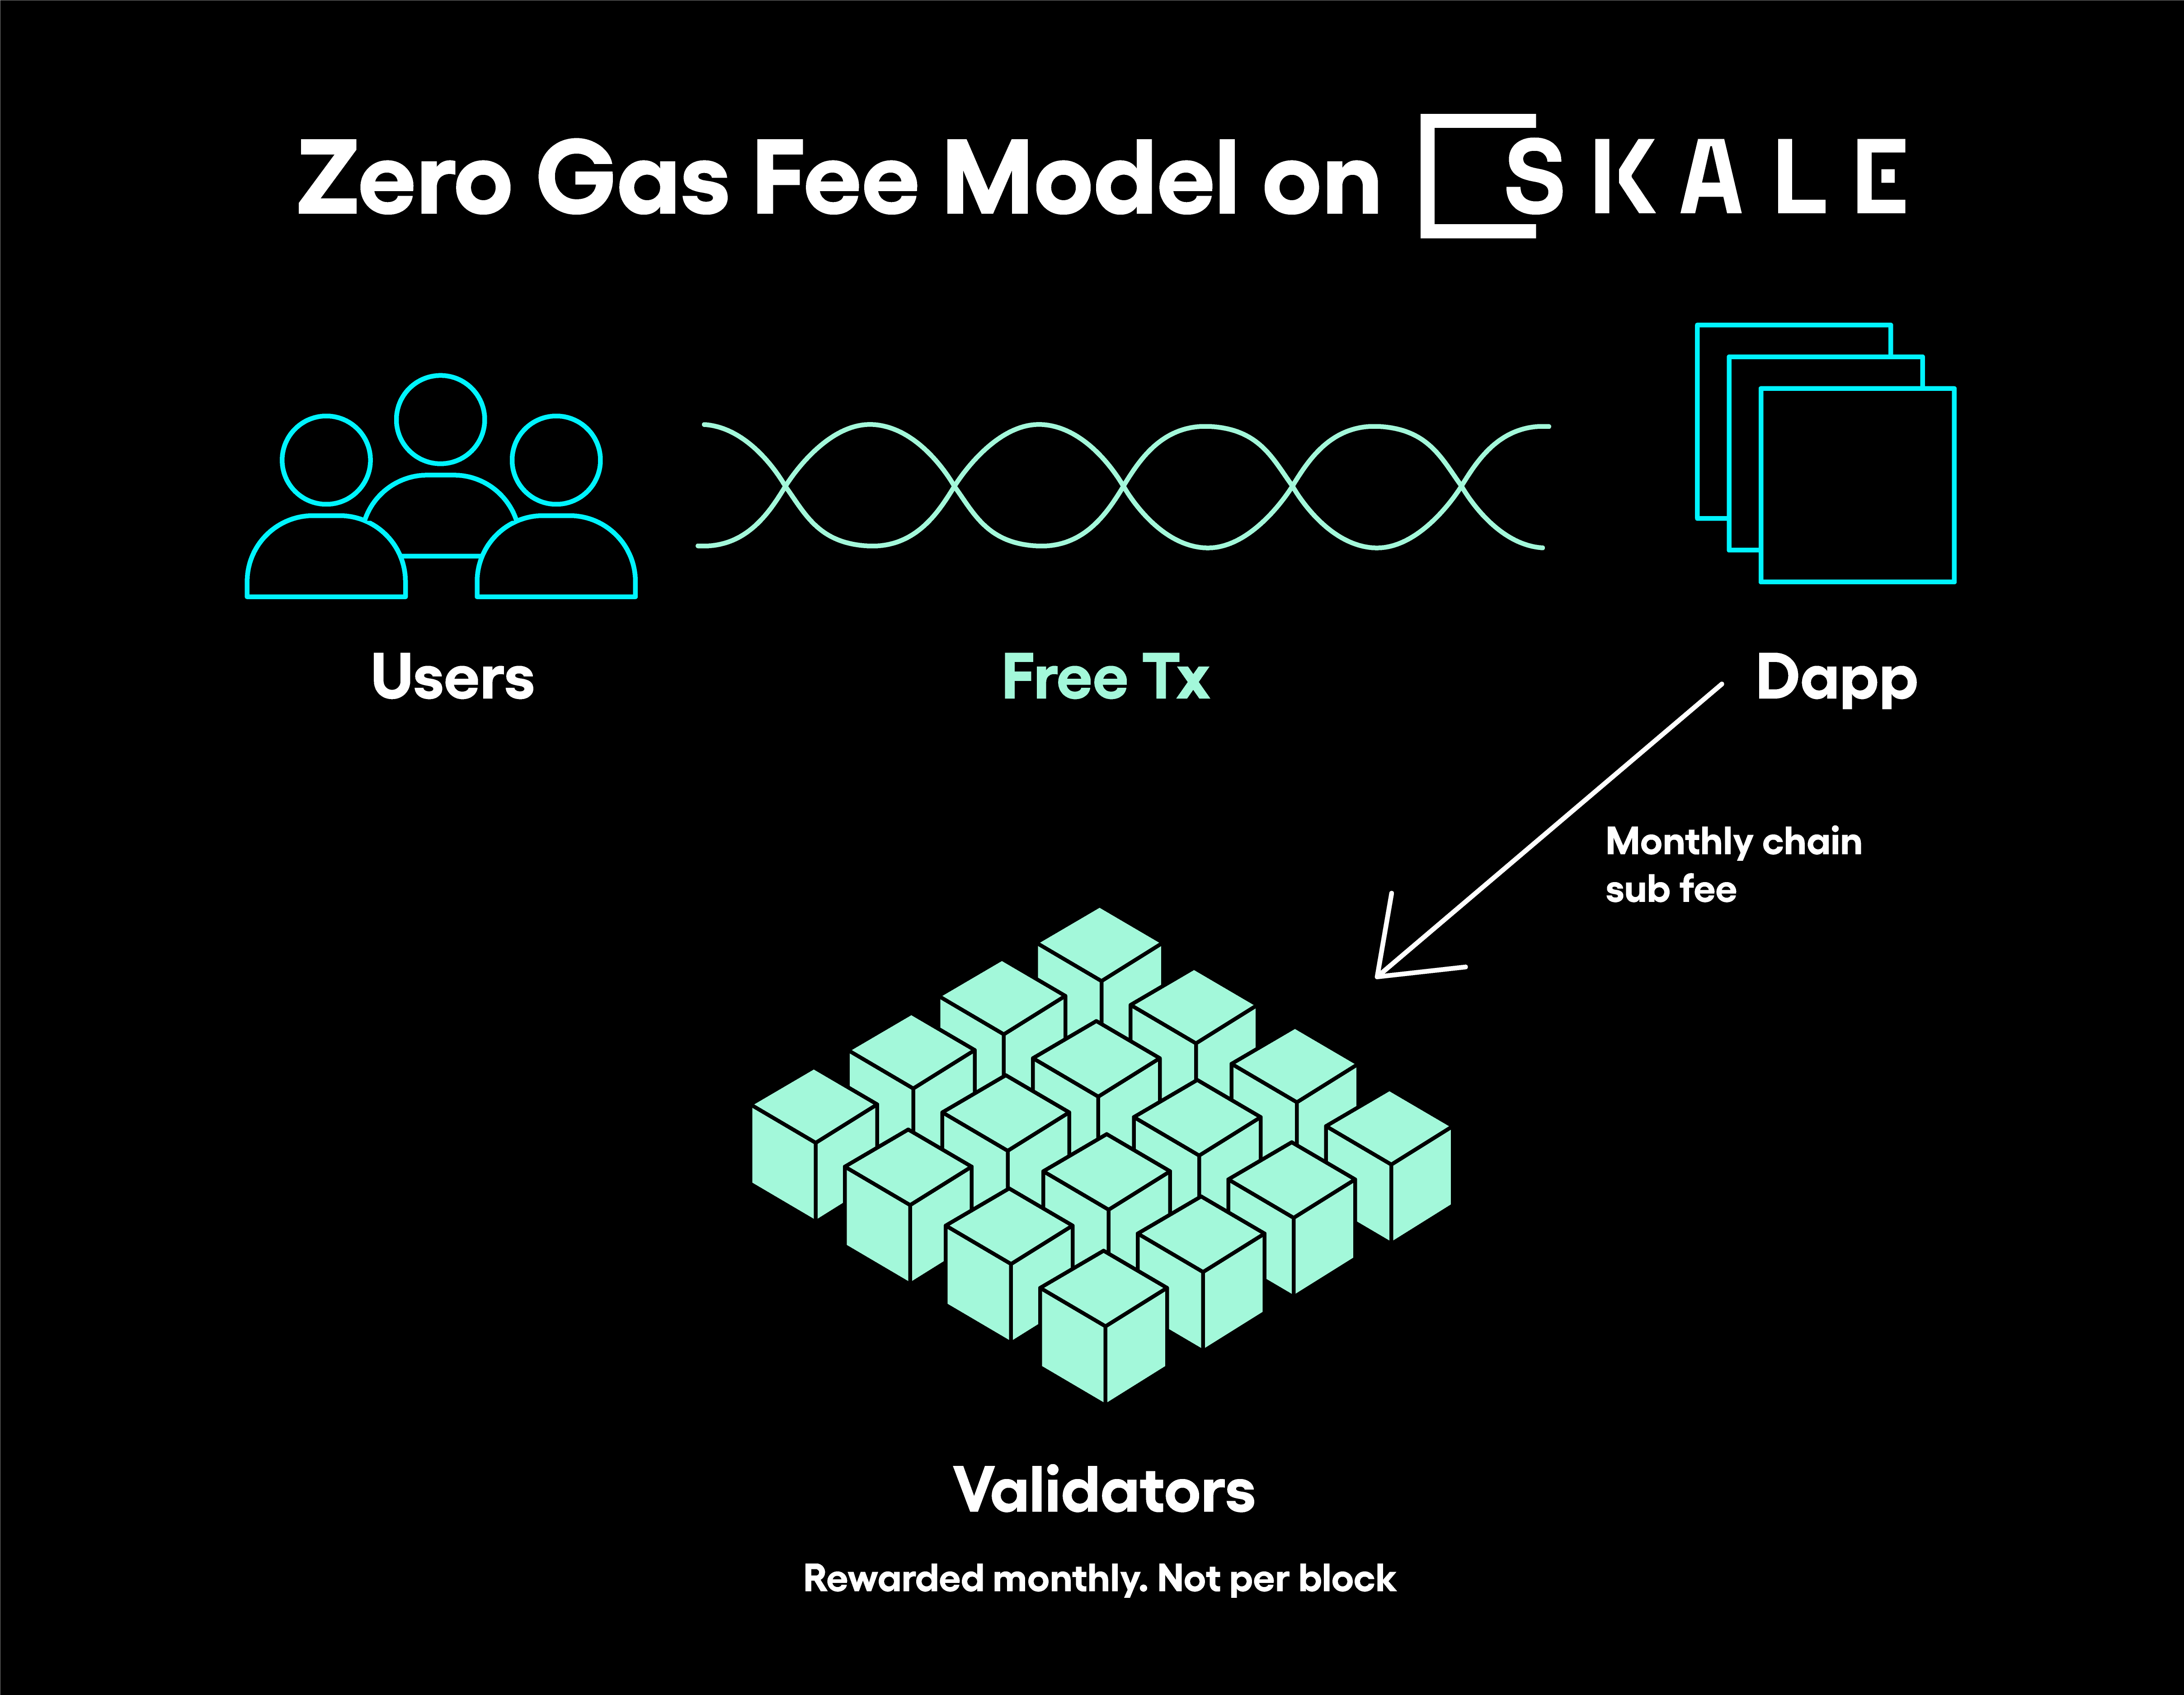 Zero Gas Fee Model on SKALE
Users
Free Tx
Dapp
Monthly chain
sub fee
Validators
Rewarded monthly. Not per block